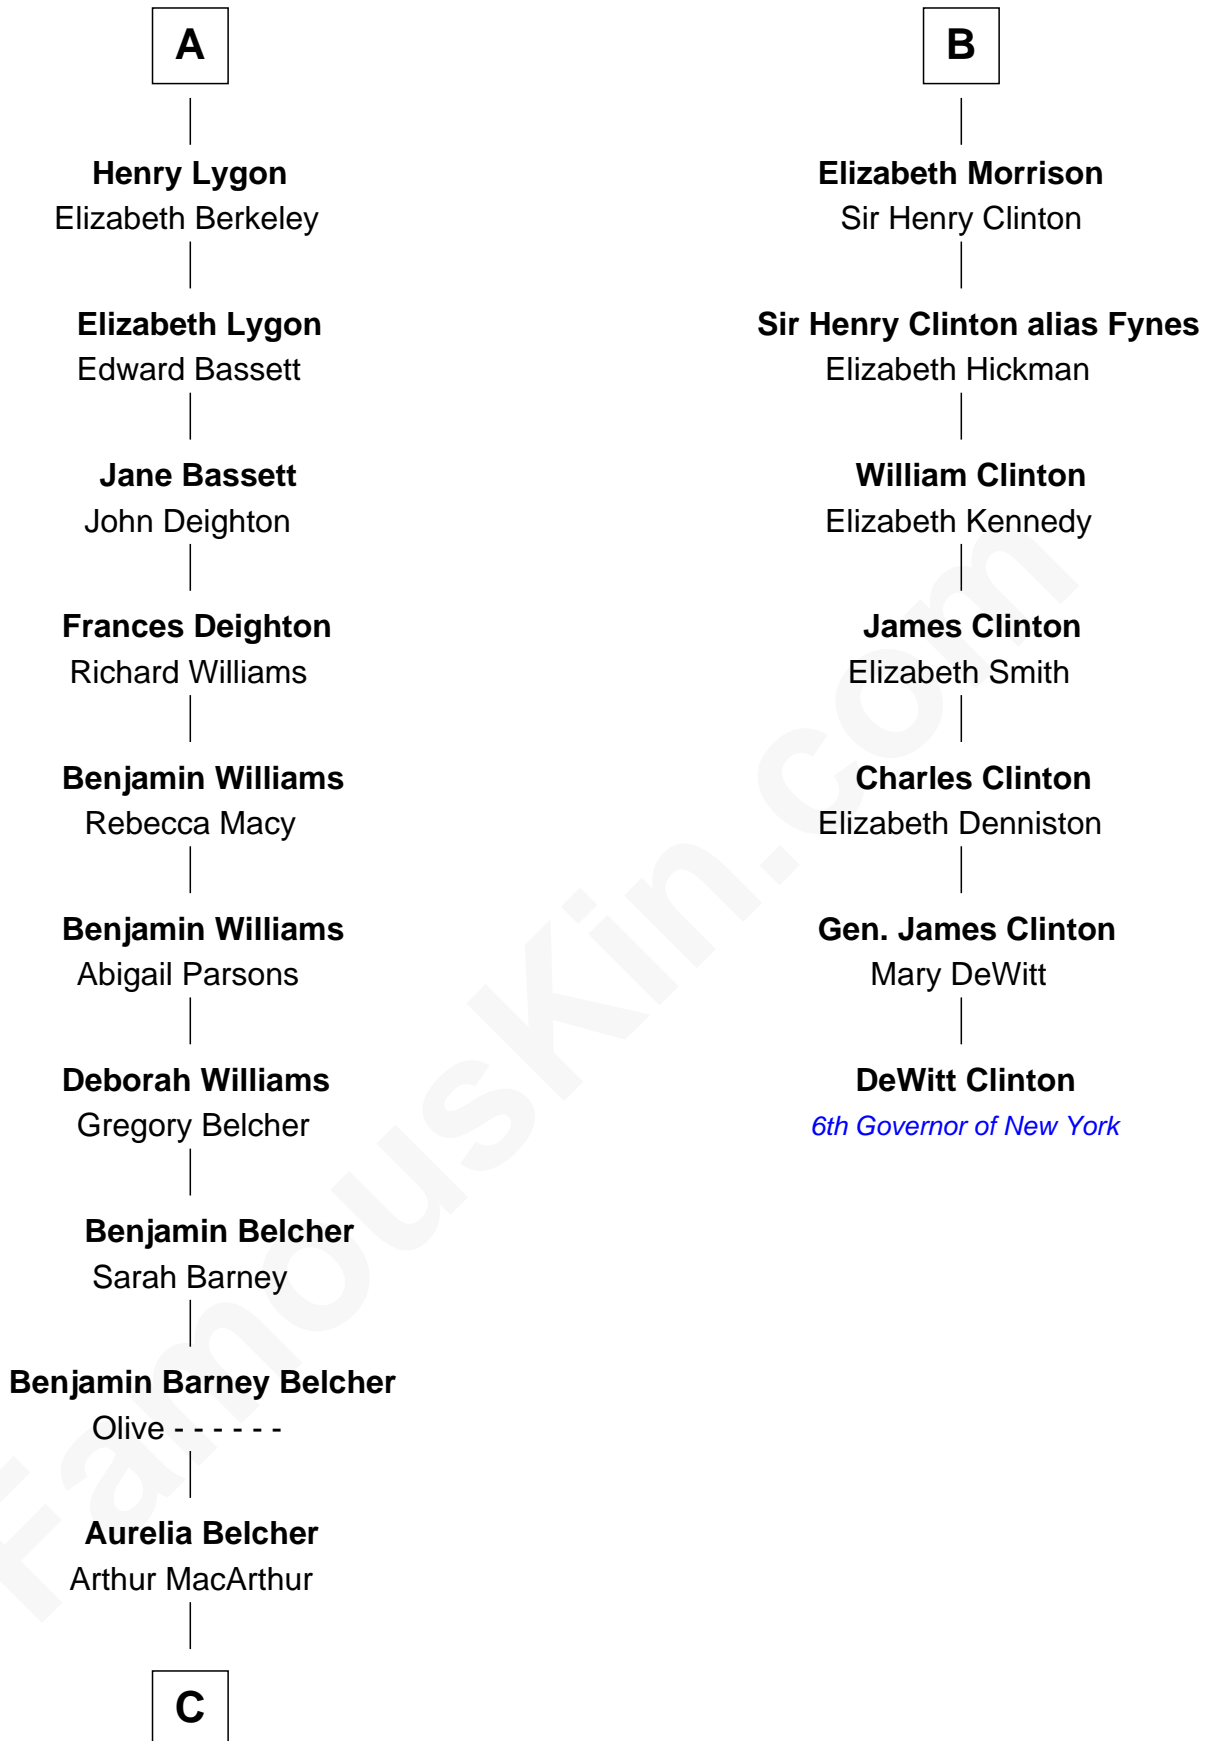 A
Henry Lygon
Elizabeth Berkeley
Elizabeth Lygon
Edward Bassett
Jane Bassett
John Deighton
Frances Deighton
Richard Williams
Benjamin Williams
Rebecca Macy
Benjamin Williams
Abigail Parsons
Deborah Williams
Gregory Belcher
Benjamin Belcher
Sarah Barney
Benjamin Barney Belcher
Olive - - - - - -
Aurelia Belcher
Arthur MacArthur
C
B
Elizabeth Morrison
Sir Henry Clinton
Sir Henry Clinton alias Fynes
Elizabeth Hickman
William Clinton
Elizabeth Kennedy
James Clinton
Elizabeth Smith
Charles Clinton
Elizabeth Denniston
Gen. James Clinton
Mary DeWitt
DeWitt Clinton
6th Governor of New York
FamousKin.com